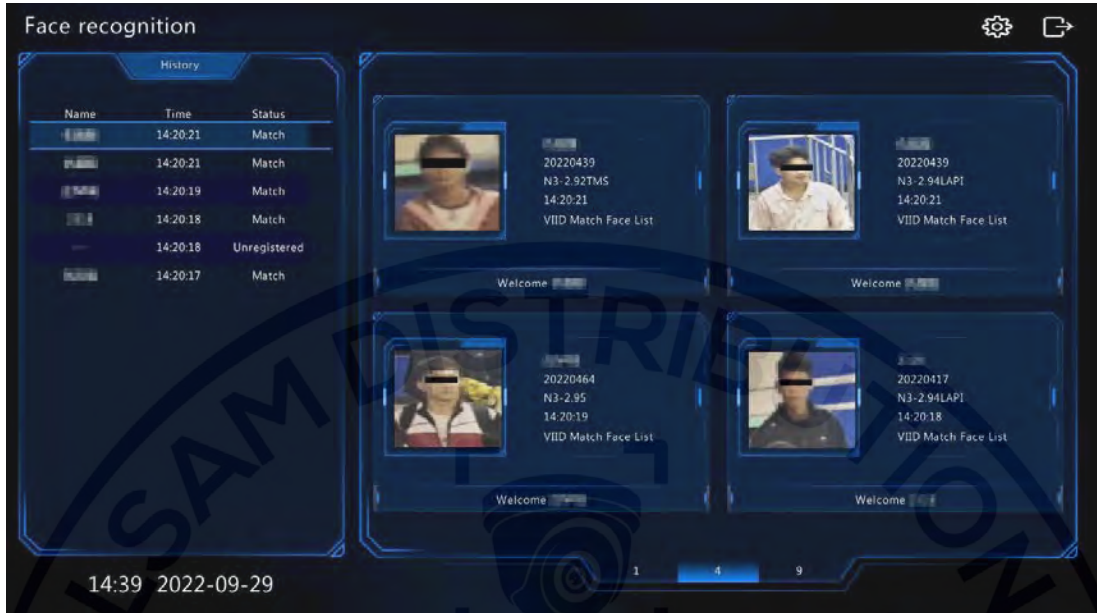 Face recognition
History
Name Time Status
14:20:21 Match
14:20:21 Match
14:20:19 Match
14:20:18 Match
14:20:18 Unregistered
14:20:17 Match
20220439
N3-2.92TMS
14:20:21
VIID Match Face List
Welcome
20220439
N3-2.94LAPI
14:20:21
VIID Match Face List
Welcome
20220464
N3-2.95
14:20:19
VIID Match Face List
Welcome
20220417
N3-2.94LAPI
14:20:18
VIID Match Face List
Welcome
1 4 9
14:39 2022-09-29
LSAM DISTRIBUTION